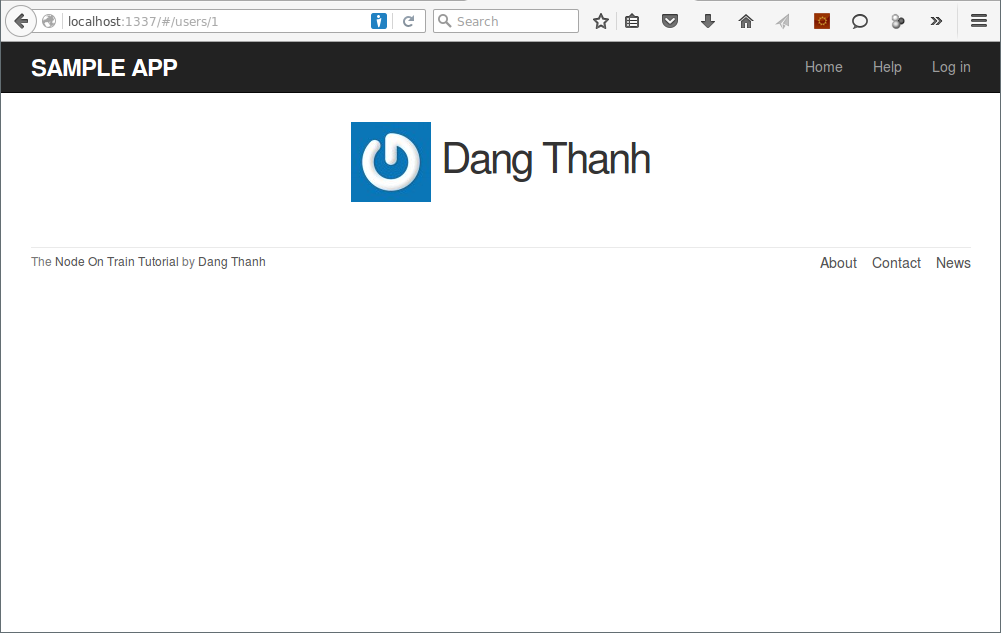 localhost:1337/#/users/1
Search
SAMPLE APP
Home Help Log in
Dang Thanh
The Node On Train Tutorial by Dang Thanh
About Contact News